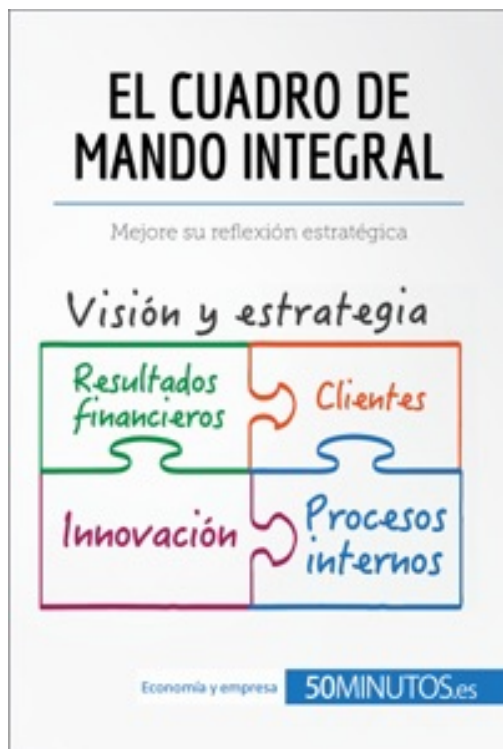 EL CUADRO DE
MANDO INTEGRAL
Mejore su reflexión estratégica
Visión y estrategia
Resultados
financieros
Clientes
Innovación
Procesos
internos
Economía y empresa
50MINUTOS.es